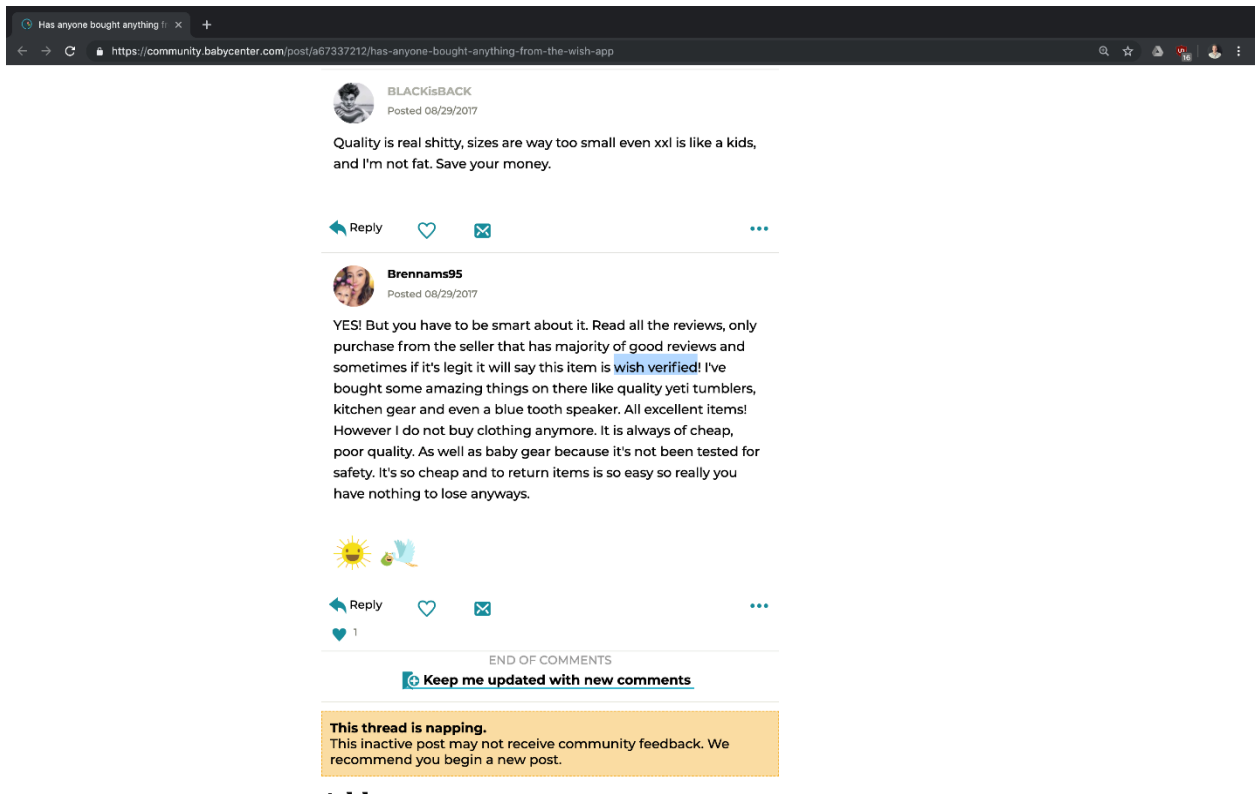 Has anyone bought anything fr
https://community.babycenter.com/post/a67337212/has-anyone-bought-anything-from-the-wish-app
16
BLACKisBACK
Posted 08/29/2017
Quality is real shitty, sizes are way too small even xxl is like a kids,
and I'm not fat. Save your money.
Reply
Brennams95
Posted 08/29/2017
YES! But you have to be smart about it. Read all the reviews, only
purchase from the seller that has majority of good reviews and
sometimes if it's legit it will say this item is wish verified! I've
bought some amazing things on there like quality yeti tumblers,
kitchen gear and even a blue tooth speaker. All excellent items!
However I do not buy clothing anymore. It is always of cheap,
poor quality. As well as baby gear because it's not been tested for
safety. It's so cheap and to return items is so easy so really you
have nothing to lose anyways.
Reply
1
END OF COMMENTS
Keep me updated with new comments
This thread is napping.
This inactive post may not receive community feedback. We
recommend you begin a new post.